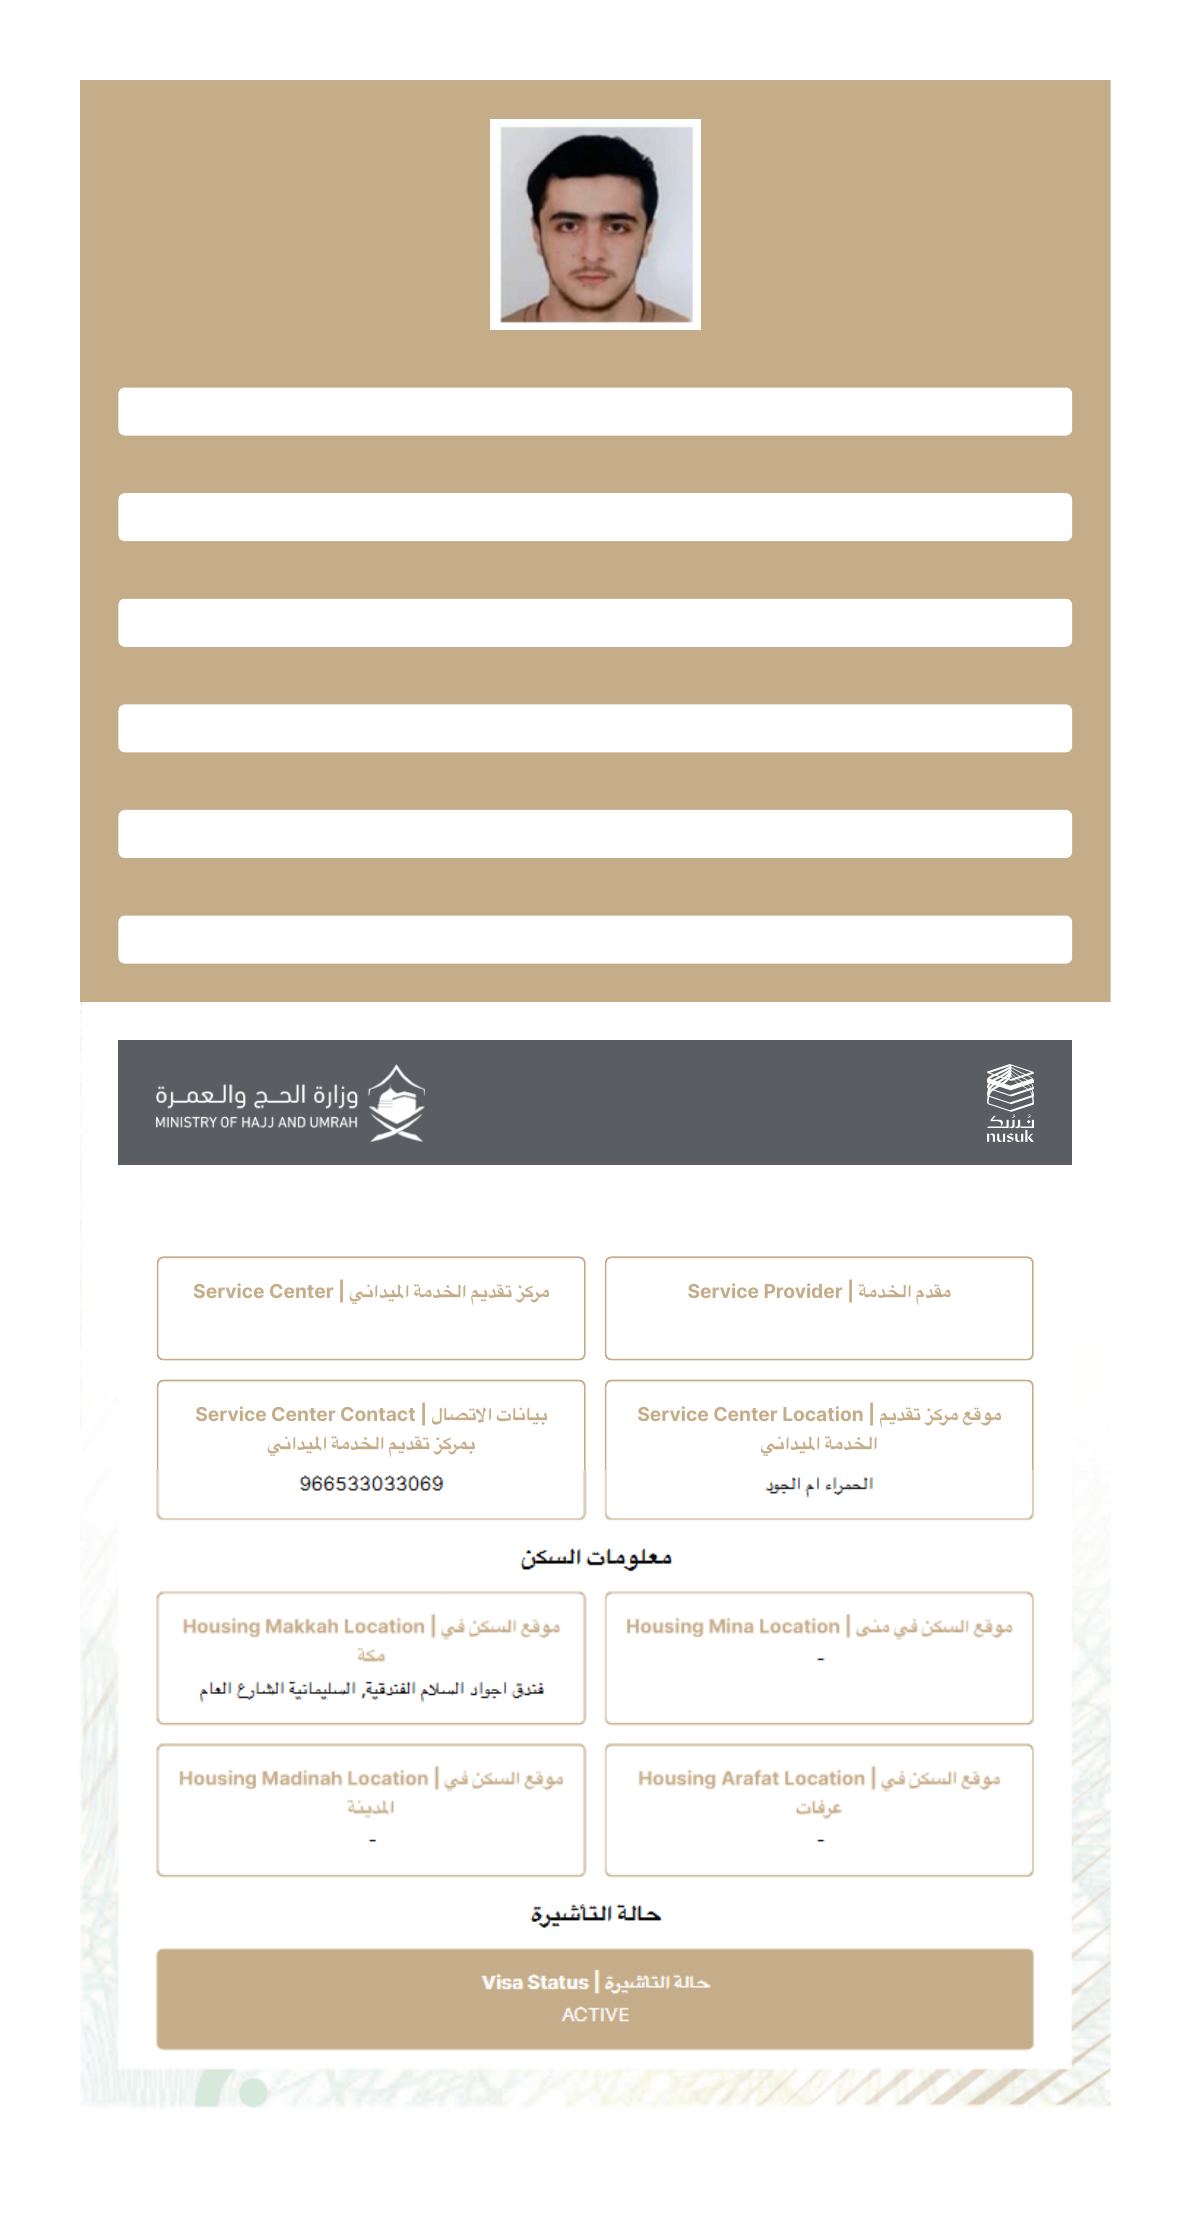 وزارة الحج والعمرة
MINISTRY OF HAJJ AND UMRAH
نُسُك
nusuk
Service Center | مركز تقديم الخدمة الميداني
Service Provider | مقدم الخدمة
Service Center Contact | بيانات الاتصال
بمركز تقديم الخدمة الميداني
966533033069
Service Center Location | موقع مركز تقديم
الخدمة الميداني
الحمراء ام الجود
معلومات السكن
Housing Makkah Location | موقع السكن في
مكة
فندق اجواد السلام الفندقية, السليمانية الشارع العام
Housing Mina Location | موقع السكن في منى
-
Housing Madinah Location | موقع السكن في
المدينة
-
Housing Arafat Location | موقع السكن في
عرفات
-
حالة التأشيرة
Visa Status | حالة التأشيرة
ACTIVE